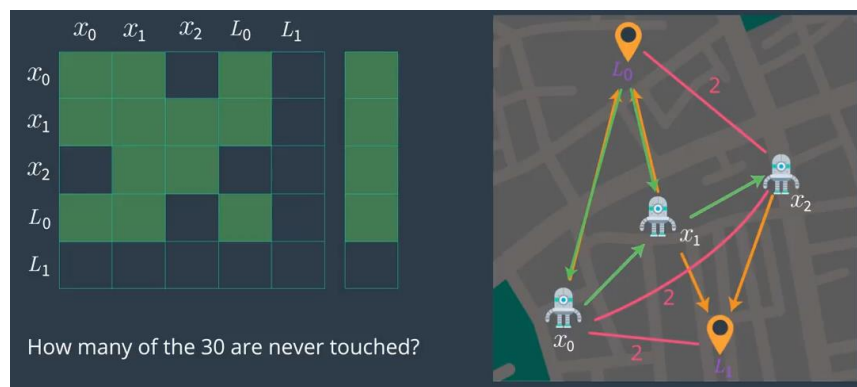 x₀ x₁ x₂ L₀ L₁
x₀
x₁
x₂
L₀
L₁
How many of the 30 are never touched?
L₀
2
x₂
x₁
2
x₀
2
L₁